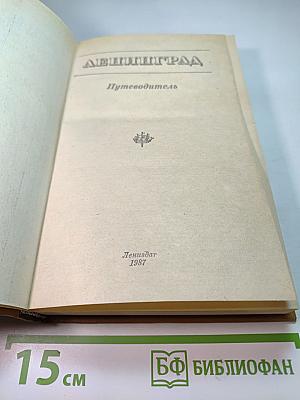 ЛЕНИНГРАД
Путеводитель
Лениздат
1987
15 см
БФ БИБЛИОФАН